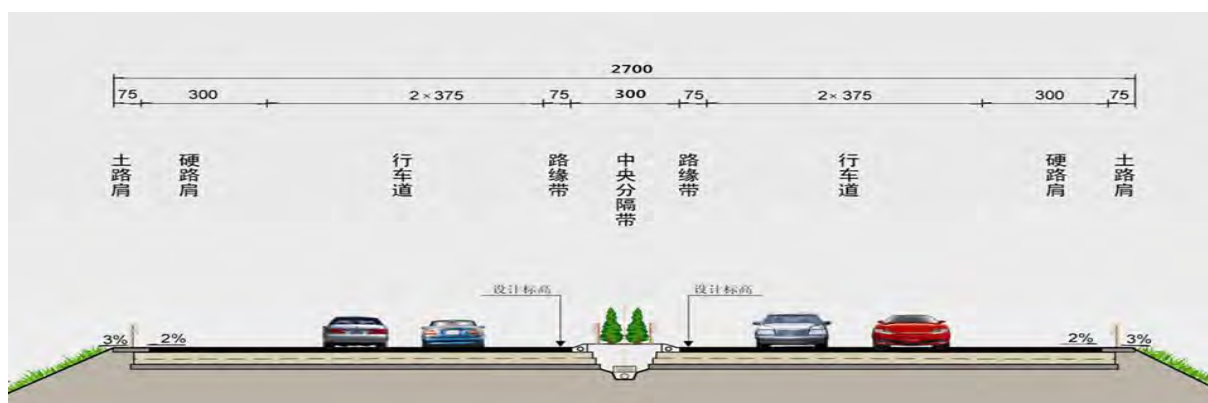 2700
75 300 2×375 75 300 75 2×375 300 75
土路肩 硬路肩 行车道 路缘带 中央分隔带 路缘带 行车道 硬路肩 土路肩
设计标高 设计标高
3% 2% 2% 3%